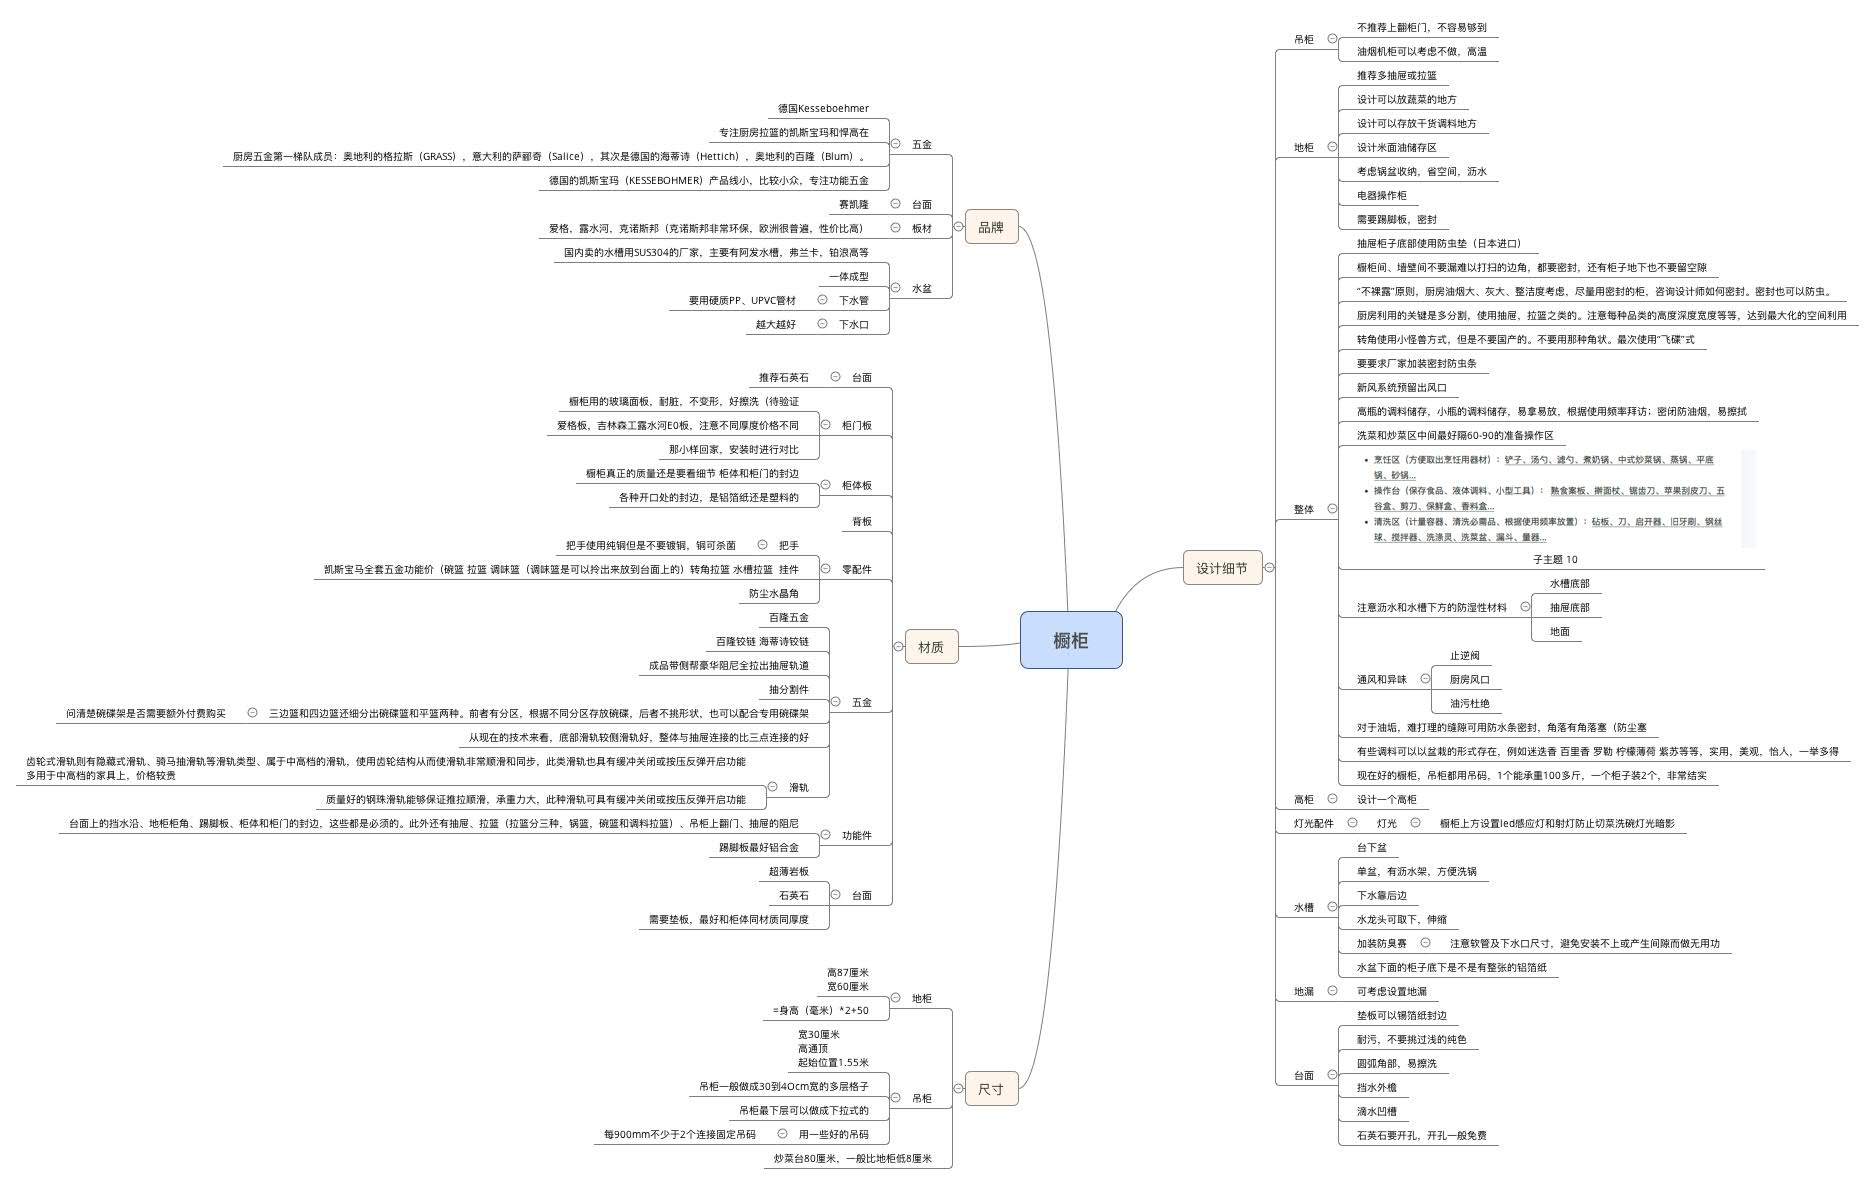 橱柜
品牌
五金
德国Kesseboehmer
专注厨房拉篮的凯斯宝玛和悍高在
厨房五金第一梯队成员：奥地利的格拉斯（GRASS），意大利的萨郦奇（Salice），其次是德国的海蒂诗（Hettich），奥地利的百隆（Blum）。
德国的凯斯宝玛（KESSEBOHMER）产品线小，比较小众，专注功能五金
台面
赛凯隆
板材
爱格，露水河，克诺斯邦（克诺斯邦非常环保，欧洲很普遍，性价比高）
水盆
国内卖的水槽用SUS304的厂家，主要有阿发水槽，弗兰卡，铂浪高等
一体成型
下水管
要用硬质PP、UPVC管材
下水口
越大越好
材质
台面
推荐石英石
柜门板
橱柜用的玻璃面板，耐脏，不变形，好擦洗（待验证
爱格板，吉林森工露水河E0板，注意不同厚度价格不同
那小样回家，安装时进行对比
柜体板
橱柜真正的质量还是要看细节 柜体和柜门的封边
各种开口处的封边，是铝箔纸还是塑料的
背板
零配件
把手
把手使用纯铜但是不要镀铜，铜可杀菌
凯斯宝马全套五金功能价（碗篮 拉篮 调味篮（调味篮是可以拎出来放到台面上的）转角拉篮 水槽拉篮 挂件
防尘水晶角
五金
百隆五金
百隆铰链 海蒂诗铰链
成品带侧帮豪华阻尼全拉出抽屉轨道
抽分割件
三边篮和四边篮还细分出碗碟篮和平篮两种。前者有分区，根据不同分区存放碗碟，后者不挑形状，也可以配合专用碗碟架
问清楚碗碟架是否需要额外付费购买
从现在的技术来看，底部滑轨较侧滑轨好，整体与抽屉连接的比三点连接的好
滑轨
齿轮式滑轨则有隐藏式滑轨、骑马抽滑轨等滑轨类型、属于中高档的滑轨，使用齿轮结构从而使滑轨非常顺滑和同步，此类滑轨也具有缓冲关闭或按压反弹开启功能
多用于中高档的家具上，价格较贵
质量好的钢珠滑轨能够保证推拉顺滑，承重力大，此种滑轨可具有缓冲关闭或按压反弹开启功能
功能件
台面上的挡水沿、地柜柜角、踢脚板、柜体和柜门的封边，这些都是必须的。此外还有抽屉、拉篮（拉篮分三种，锅篮，碗篮和调料拉篮）、吊柜上翻门、抽屉的阻尼
踢脚板最好铝合金
台面
超薄岩板
石英石
需要垫板，最好和柜体同材质同厚度
尺寸
地柜
高87厘米
宽60厘米
=身高（毫米）*2+50
吊柜
宽30厘米
高通顶
起始位置1.55米
吊柜一般做成30到4Ocm宽的多层格子
吊柜最下层可以做成下拉式的
用一些好的吊码
每900mm不少于2个连接固定吊码
炒菜台80厘米，一般比地柜低8厘米
设计细节
吊柜
不推荐上翻柜门，不容易够到
油烟机柜可以考虑不做，高温
地柜
推荐多抽屉或拉篮
设计可以放蔬菜的地方
设计可以存放干货调料地方
设计米面油储存区
考虑锅盆收纳，省空间，沥水
电器操作柜
需要踢脚板，密封
整体
抽屉柜子底部使用防虫垫（日本进口）
橱柜间、墙壁间不要漏难以打扫的边角，都要密封，还有柜子地下也不要留空隙
“不裸露”原则，厨房油烟大、灰大、整洁度考虑，尽量用密封的柜，咨询设计师如何密封。密封也可以防虫。
厨房利用的关键是多分割，使用抽屉，拉篮之类的。注意每种品类的高度深度宽度等等，达到最大化的空间利用
转角使用小怪兽方式，但是不要国产的。不要用那种角状。最次使用“飞碟”式
要要求厂家加装密封防虫条
新风系统预留出风口
高瓶的调料储存，小瓶的调料储存，易拿易放，根据使用频率拜访；密闭防油烟，易擦拭
洗菜和炒菜区中间最好隔60-90的准备操作区
• 烹饪区（方便取出烹饪用器材）：铲子、汤勺、滤勺、煮奶锅、中式炒菜锅、蒸锅、平底
锅、砂锅...
• 操作台（保存食品、液体调料、小型工具）： 熟食案板、擀面杖、锯齿刀、苹果刮皮刀、五
谷盒、剪刀、保鲜盒、香料盒...
• 清洗区（计量容器、清洗必需品、根据使用频率放置）：砧板、刀、启开器、旧牙刷、钢丝
球、搅拌器、洗涤灵、洗菜盆、漏斗、量器...
子主题 10
注意沥水和水槽下方的防湿性材料
水槽底部
抽屉底部
地面
通风和异味
止逆阀
厨房风口
油污杜绝
对于油垢，难打理的缝隙可用防水条密封，角落有角落塞（防尘塞
有些调料可以以盆栽的形式存在，例如迷迭香 百里香 罗勒 柠檬薄荷 紫苏等等，实用，美观，怡人，一举多得
现在好的橱柜，吊柜都用吊码，1个能承重100多斤，一个柜子装2个，非常结实
高柜
设计一个高柜
灯光配件
灯光
橱柜上方设置led感应灯和射灯防止切菜洗碗灯光暗影
水槽
台下盆
单盆，有沥水架，方便洗锅
下水靠后边
水龙头可取下，伸缩
加装防臭赛
注意软管及下水口尺寸，避免安装不上或产生间隙而做无用功
水盆下面的柜子底下是不是有整张的铝箔纸
地漏
可考虑设置地漏
台面
垫板可以锡箔纸封边
耐污，不要挑过浅的纯色
圆弧角部，易擦洗
挡水外檐
滴水凹槽
石英石要开孔，开孔一般免费